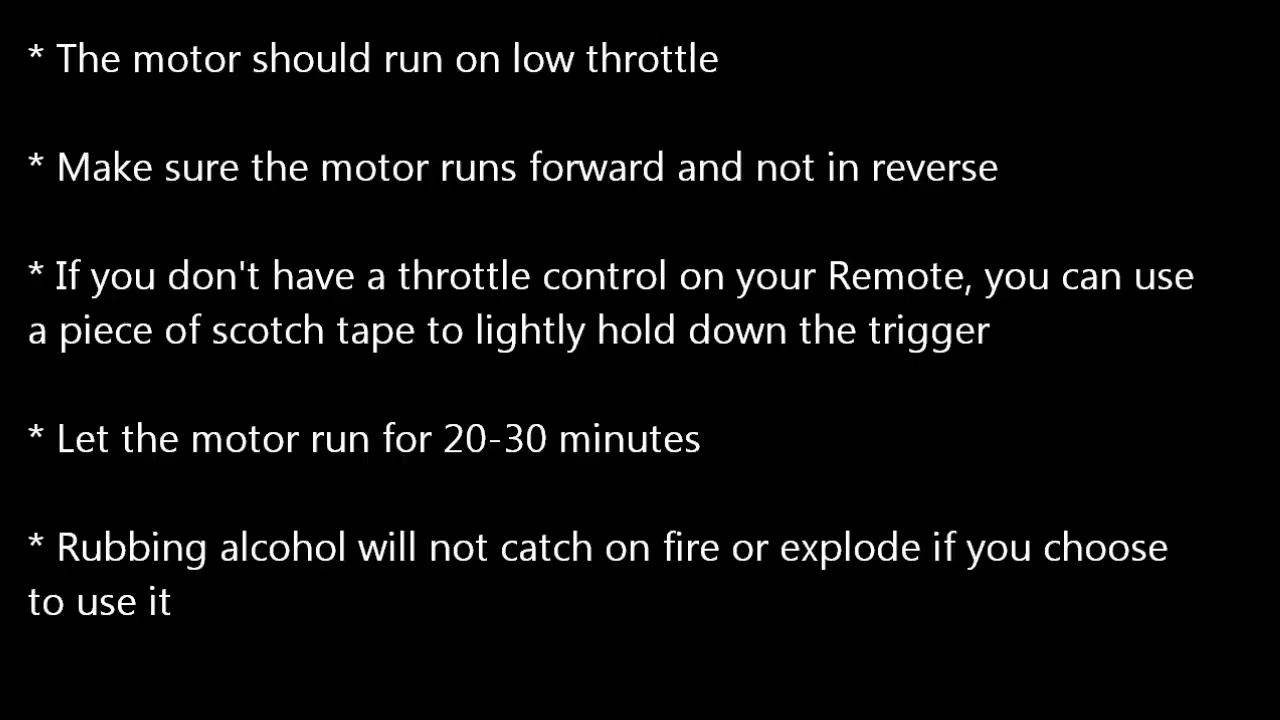 * The motor should run on low throttle
* Make sure the motor runs forward and not in reverse
* If you don't have a throttle control on your Remote, you can use
a piece of scotch tape to lightly hold down the trigger
* Let the motor run for 20-30 minutes
* Rubbing alcohol will not catch on fire or explode if you choose
to use it